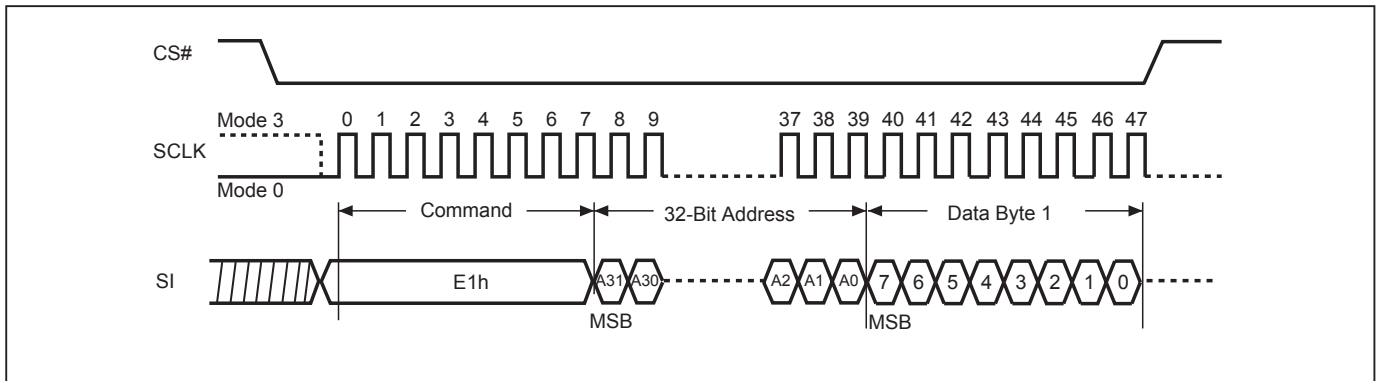 CS#
Mode 3 0 1 2 3 4 5 6 7 8 9 37 38 39 40 41 42 43 44 45 46 47
SCLK
Mode 0
Command 32-Bit Address Data Byte 1
SI E1h A31 A30 A2 A1 A0 7 6 5 4 3 2 1 0
MSB MSB